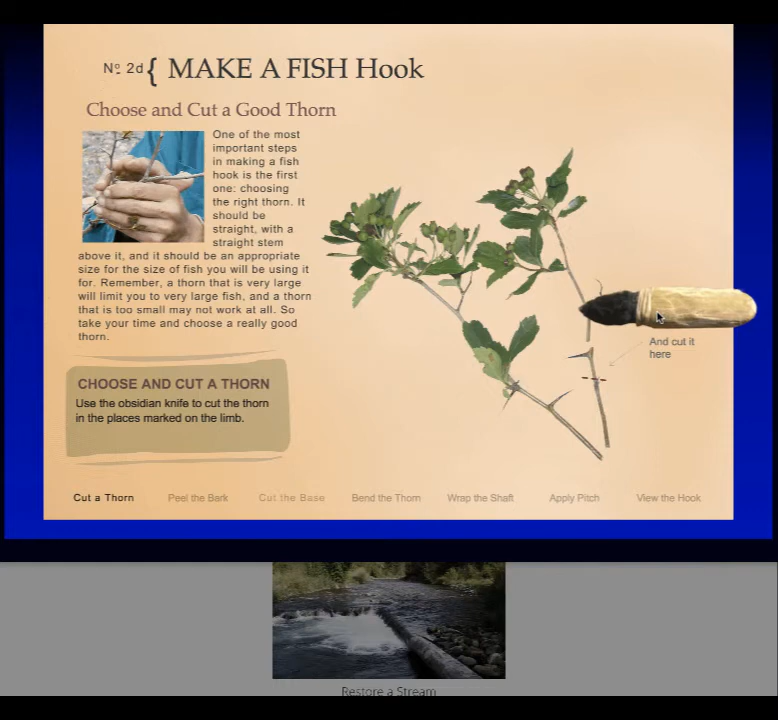 Nº 2d { MAKE A FISH Hook
Choose and Cut a Good Thorn
One of the most
important steps
in making a fish
hook is the first
one: choosing
the right thorn. It
should be
straight, with a
straight stem
above it, and it should be an appropriate
size for the size of fish you will be using it
for. Remember, a thorn that is very large
will limit you to very large fish, and a thorn
that is too small may not work at all. So
take your time and choose a really good
thorn.
And cut it
here
CHOOSE AND CUT A THORN
Use the obsidian knife to cut the thorn
in the places marked on the limb.
Cut a Thorn Peel the Bark Cut the Base Bend the Thorn Wrap the Shaft Apply Pitch View the Hook
Restore a Stream